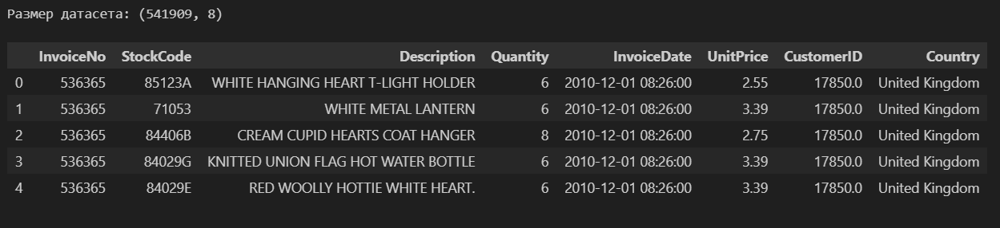 Размер датасета: (541909, 8)
InvoiceNo StockCode Description Quantity InvoiceDate UnitPrice CustomerID Country
0 536365 85123A WHITE HANGING HEART T-LIGHT HOLDER 6 2010-12-01 08:26:00 2.55 17850.0 United Kingdom
1 536365 71053 WHITE METAL LANTERN 6 2010-12-01 08:26:00 3.39 17850.0 United Kingdom
2 536365 84406B CREAM CUPID HEARTS COAT HANGER 8 2010-12-01 08:26:00 2.75 17850.0 United Kingdom
3 536365 84029G KNITTED UNION FLAG HOT WATER BOTTLE 6 2010-12-01 08:26:00 3.39 17850.0 United Kingdom
4 536365 84029E RED WOOLLY HOTTIE WHITE HEART. 6 2010-12-01 08:26:00 3.39 17850.0 United Kingdom